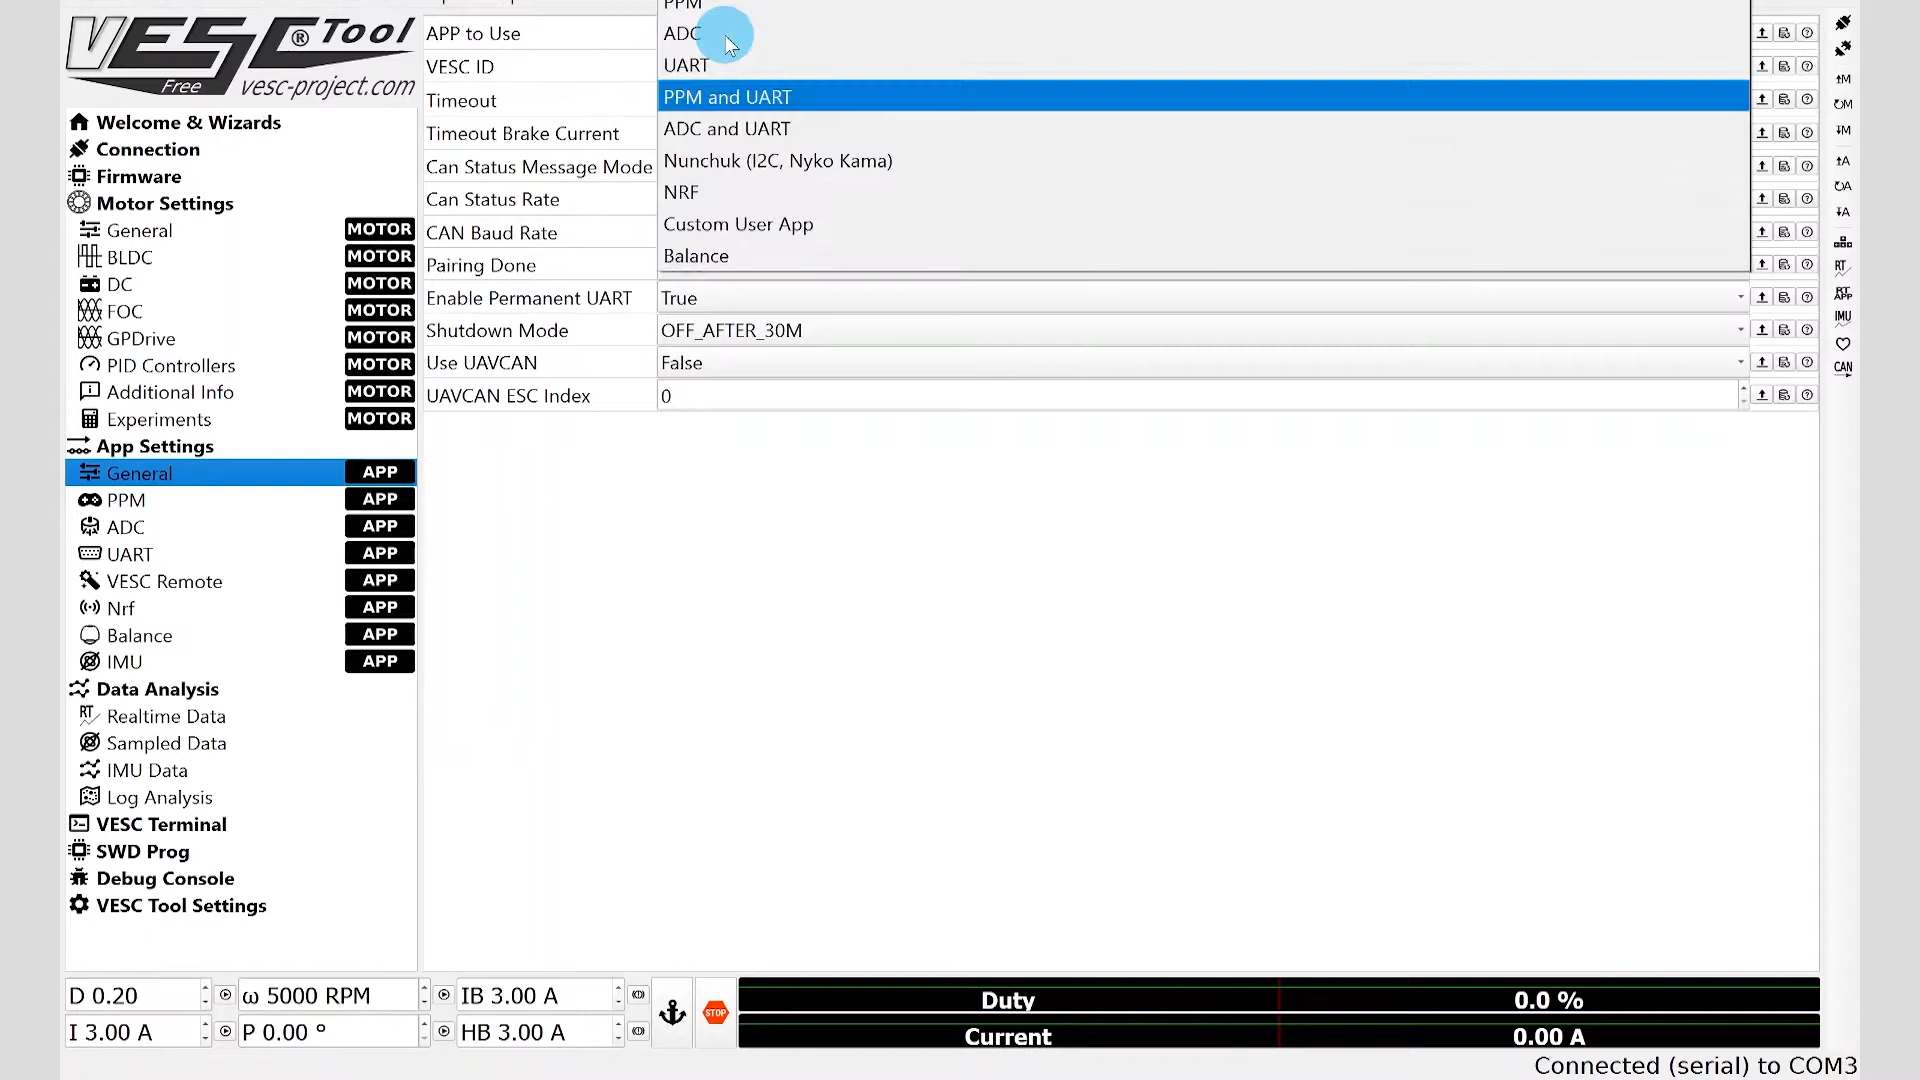 VESC® Tool
Free vesc-project.com
Welcome & Wizards
Connection
Firmware
Motor Settings
General MOTOR
BLDC MOTOR
DC MOTOR
FOC MOTOR
GPDrive MOTOR
PID Controllers MOTOR
Additional Info MOTOR
Experiments MOTOR
App Settings
General APP
PPM APP
ADC APP
UART APP
VESC Remote APP
Nrf APP
Balance APP
IMU APP
Data Analysis
RT Realtime Data
Sampled Data
IMU Data
Log Analysis
VESC Terminal
SWD Prog
Debug Console
VESC Tool Settings
APP to Use
VESC ID
Timeout
Timeout Brake Current
Can Status Message Mode
Can Status Rate
CAN Baud Rate
Pairing Done
Enable Permanent UART True
Shutdown Mode OFF_AFTER_30M
Use UAVCAN False
UAVCAN ESC Index 0
PPM
ADC
UART
PPM and UART
ADC and UART
Nunchuk (I2C, Nyko Kama)
NRF
Custom User App
Balance
M
M
M
A
A
A
RT
RT
APP
IMU
CAN
D 0.20 ω 5000 RPM IB 3.00 A
I 3.00 A P 0.00 ° HB 3.00 A
STOP
Duty 0.0 %
Current 0.00 A
Connected (serial) to COM3